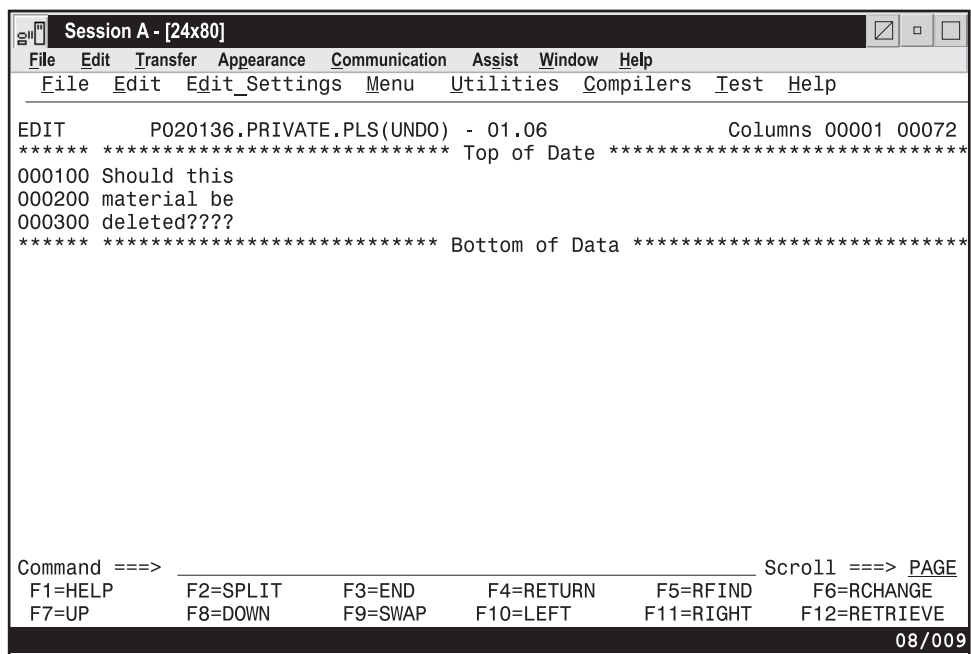 Session A - [24x80]
File Edit Transfer Appearance Communication Assist Window Help
File Edit Edit_Settings Menu Utilities Compilers Test Help
EDIT PO20136.PRIVATE.PLS(UNDO) - 01.06 Columns 00001 00072
****** ***************************** Top of Date ******************************
000100 Should this
000200 material be
000300 deleted????
****** **************************** Bottom of Data ****************************
Command ===> Scroll ===> PAGE
F1=HELP F2=SPLIT F3=END F4=RETURN F5=RFIND F6=RCHANGE
F7=UP F8=DOWN F9=SWAP F10=LEFT F11=RIGHT F12=RETRIEVE
08/009